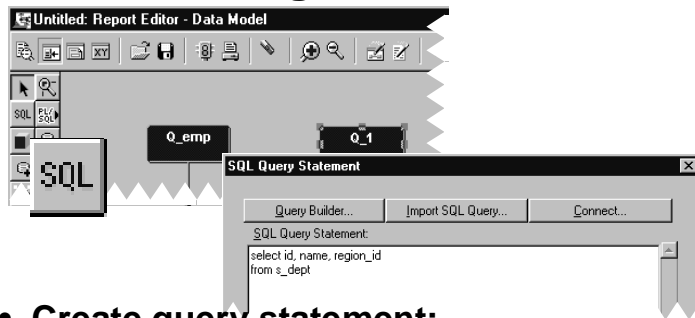 Untitled: Report Editor - Data Model
XY
SQL PL/SQL
Q_emp
Q_1
SQL
SQL Query Statement
Query Builder... Import SQL Query... Connect...
SQL Query Statement:
select id, name, region_id
from s_dept
• Create query statement: